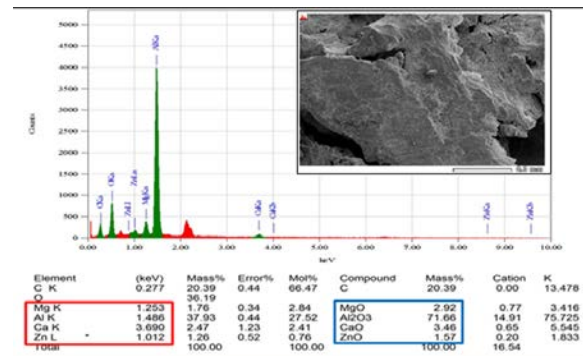 5000
4500
4000
3500
3000
2500
2000
1500
1000
500
0
Counts
CKa
OKa
ZnLl
ZnLa
MgKa
AlKa
CaKa
CaKb
ZnKa
ZnKb
0.00 1.00 2.00 3.00 4.00 5.00 6.00 7.00 8.00 9.00 10.00
keV
Element (keV) Mass% Error% Mol% Compound Mass% Cation K
C K 0.277 20.39 0.44 66.47 C 20.39 0.00 13.478
O 36.19
Mg K 1.253 1.76 0.34 2.84 MgO 2.92 0.77 3.416
Al K 1.486 37.93 0.44 27.52 Al2O3 71.66 14.91 75.725
Ca K 3.690 2.47 1.23 2.41 CaO 3.46 0.65 5.545
Zn L * 1.012 1.26 0.52 0.76 ZnO 1.57 0.20 1.833
Total 100.00 100.00 100.00 16.54